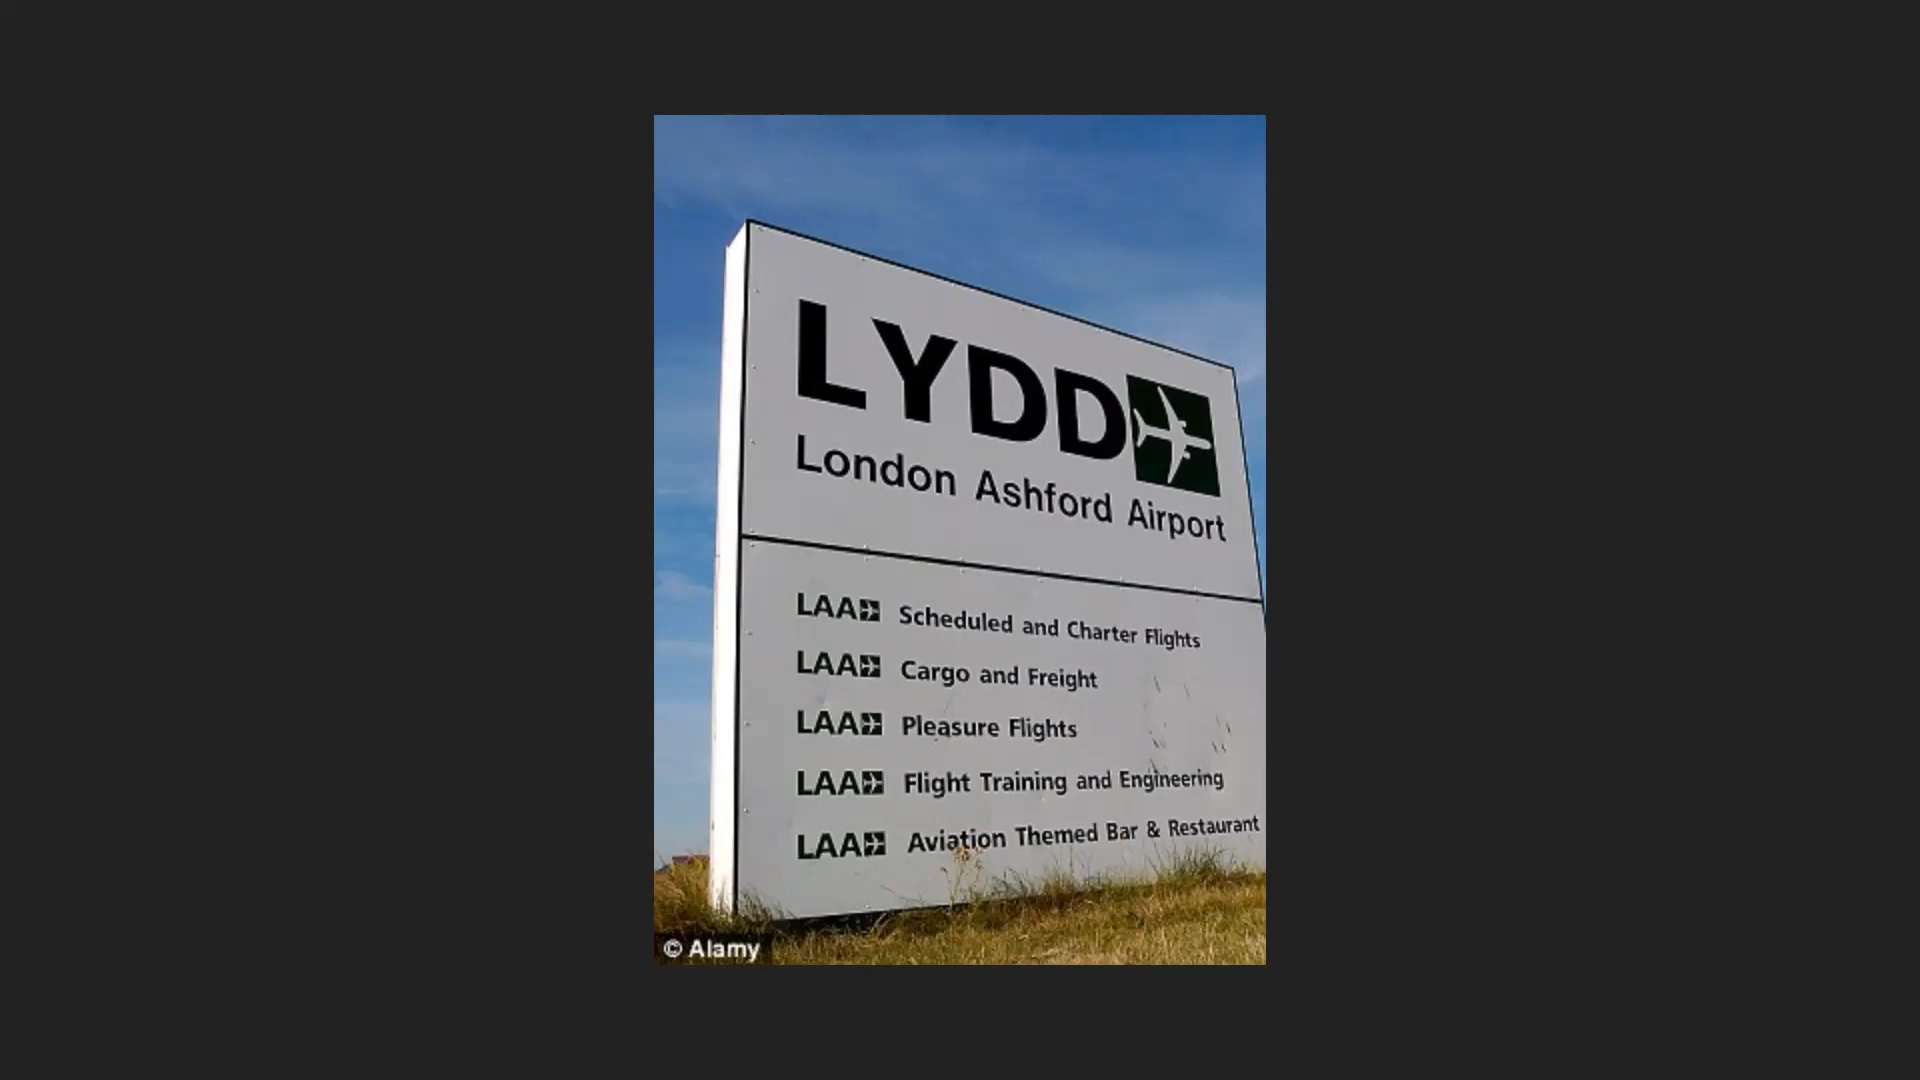 LYDD
London Ashford Airport
LAA Scheduled and Charter Flights
LAA Cargo and Freight
LAA Pleasure Flights
LAA Flight Training and Engineering
LAA Aviation Themed Bar & Restaurant
© Alamy